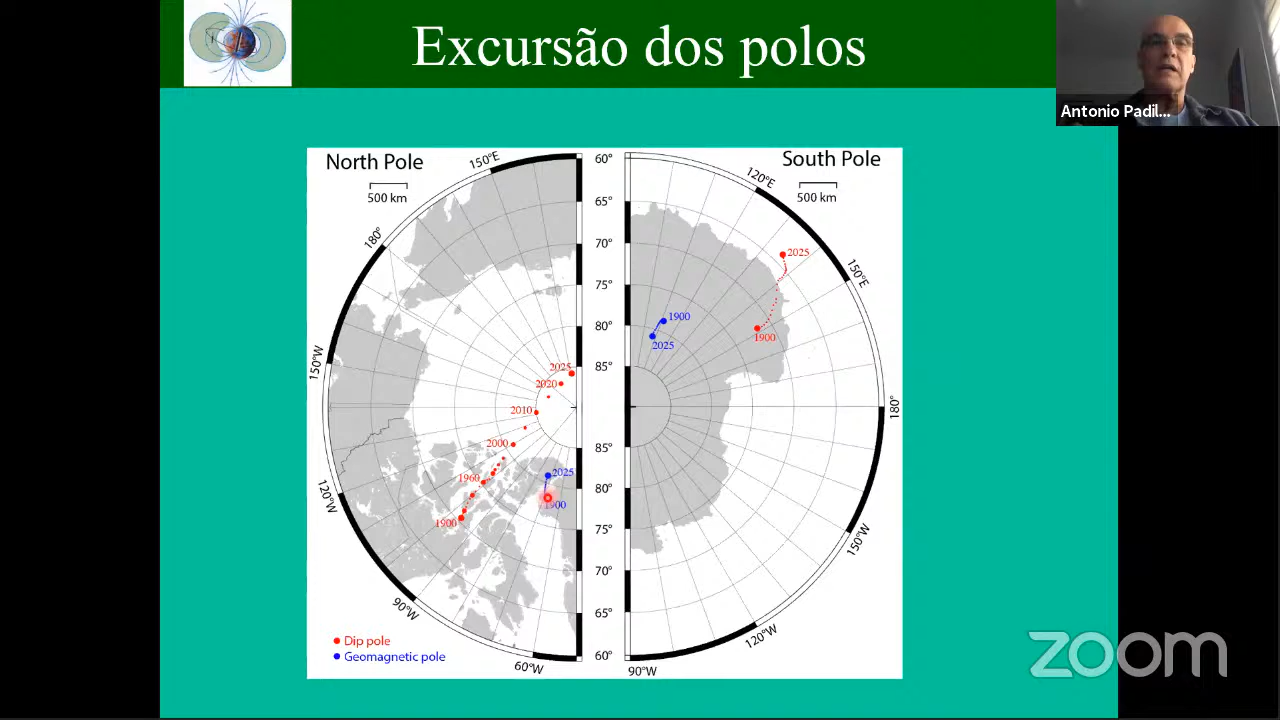 Excursão dos polos
Antonio Padil...
North Pole
500 km
150°E
180°
150°W
120°W
90°W
60°W
60°
65°
70°
75°
80°
85°
85°
80°
75°
70°
65°
60°
2025
2020
2010
2000
1960
1900
2025
1900
Dip pole
Geomagnetic pole
South Pole
500 km
120°E
150°E
180°
150°W
120°W
90°W
2025
1900
1900
2025
zoom